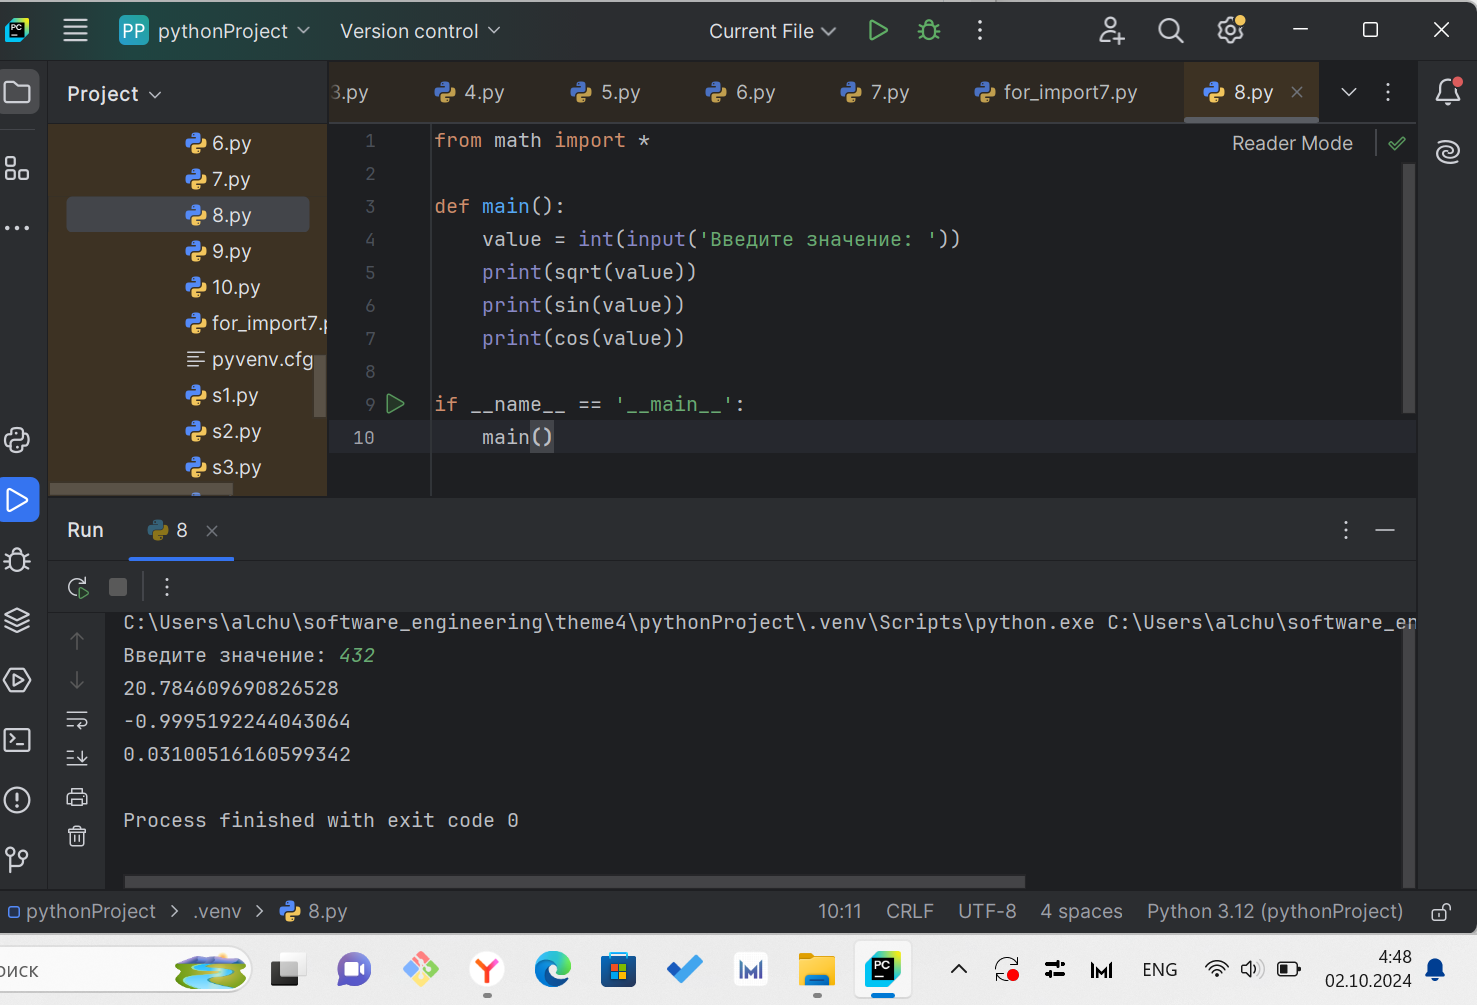 PC
PP pythonProject Version control Current File
Project
3.py 4.py 5.py 6.py 7.py for_import7.py 8.py
6.py
7.py
8.py
9.py
10.py
for_import7.p
pyvenv.cfg
s1.py
s2.py
s3.py
Reader Mode
1 from math import *
2
3 def main():
4 value = int(input('Введите значение: '))
5 print(sqrt(value))
6 print(sin(value))
7 print(cos(value))
8
9 if __name__ == '__main__':
10 main()
Run 8
C:\Users\alchu\software_engineering\theme4\pythonProject\.venv\Scripts\python.exe C:\Users\alchu\software_en
Введите значение: 432
20.784609690826528
-0.9995192244043064
0.03100516160599342
Process finished with exit code 0
pythonProject > .venv > 8.py 10:11 CRLF UTF-8 4 spaces Python 3.12 (pythonProject)
оиск PC ENG 4:48
02.10.2024